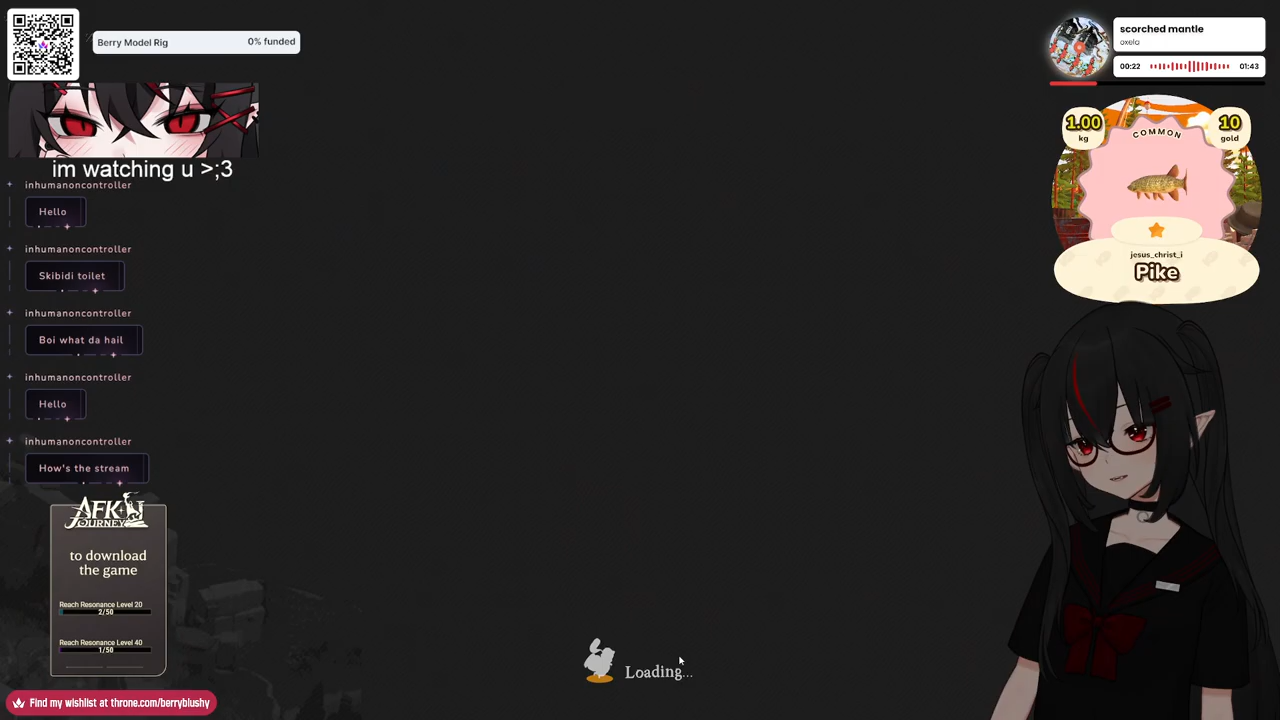 Berry Model Rig 0% funded
im watching u >;3
inhumanoncontroller
Hello
inhumanoncontroller
Skibidi toilet
inhumanoncontroller
Boi what da hail
inhumanoncontroller
Hello
inhumanoncontroller
How's the stream
AFK
JOURNEY
to download
the game
Reach Resonance Level 20
2/50
Reach Resonance Level 40
1/50
Find my wishlist at throne.com/berryblushy
Loading...
scorched mantle
oxela
00:22 01:43
1.00
kg
COMMON
10
gold
jesus_christ_i
Pike